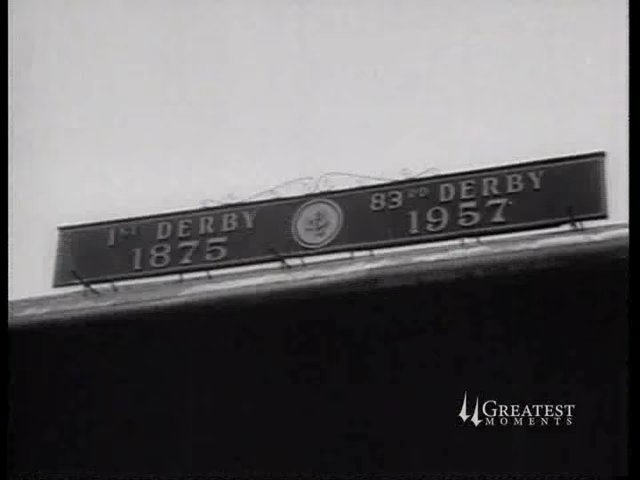 1ST DERBY
1875
83RD DERBY
1957
GREATEST
MOMENTS